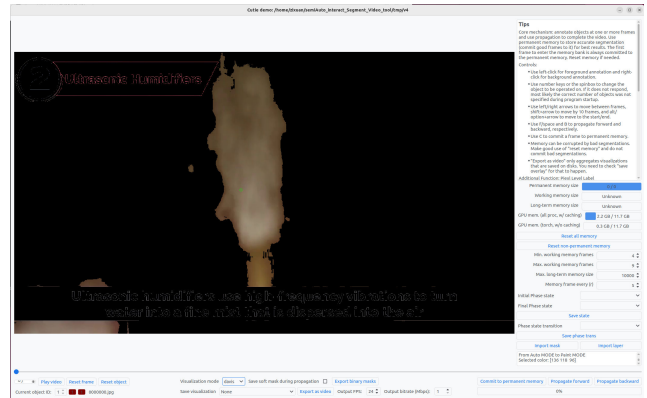 Cutie demo: /home/dxuan/semiAuto_Interact_Segment_Video_tool/tmp/v4
Tips
Core mechanism: annotate objects at one or more frames
and use propagation to complete the video. Use
permanent memory to store accurate segmentation
(commit good frames to it) for best results. The first
frame to enter the memory bank is always committed to
the permanent memory. Reset memory if needed.
Controls:
• Use left-click for foreground annotation and right-
click for background annotation.
• Use number keys or the spinbox to change the
object to be operated on. If it does not respond,
most likely the correct number of objects was not
specified during program startup.
• Use left/right arrows to move between frames,
shift+arrow to move by 10 frames, and alt/
option+arrow to move to the start/end.
• Use F/space and B to propagate forward and
backward, respectively.
• Use C to commit a frame to permanent memory.
• Memory can be corrupted by bad segmentations.
Make good use of "reset memory" and do not
commit bad segmentations.
• "Export as video" only aggregates visualizations
that are saved on disks. You need to check "save
overlay" for that to happen.
Additional Function: Pixel Level Label
2 Ultrasonic Humidifiers
Ultrasonic humidifiers use high-frequency vibrations to turn
water into a fine mist that is dispersed into the air
Permanent memory size
Working memory size Unknown
Long-term memory size Unknown
GPU mem. (all proc, w/ caching) 2.2 GB / 11.7 GB
GPU mem. (torch, w/o caching) 0.3 GB / 11.7 GB
Reset all memory
Reset non-permanent memory
Min. working memory frames
Max. working memory frames
Max. long-term memory size 10000
Memory frame every (r) 5
Initial Phase state
Final Phase state
Save state
Phase state transition
Save phase trans
Import mask Import layer
From Auto MODE to Paint MODE
Selected color: [136 118 96]
Play video Reset frame Reset object Visualization mode davis Save soft mask during propagation Export binary masks Commit to permanent memory Propagate forward Propagate backward
Current object ID: 1 0000000.jpg Save visualization None Export as video Output FPS: 24 Output bitrate (Mbps): 1 0%